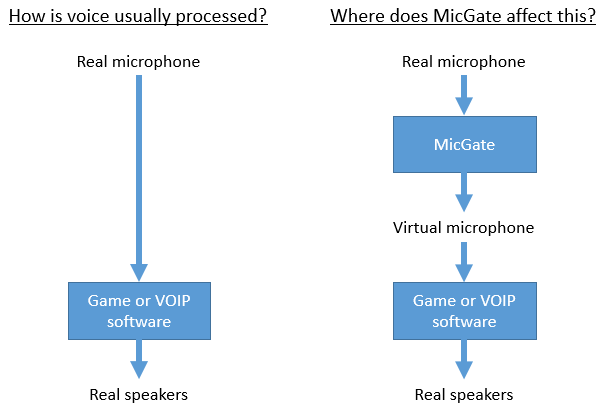 How is voice usually processed?
Real microphone
Game or VOIP
software
Real speakers
Where does MicGate affect this?
Real microphone
MicGate
Virtual microphone
Game or VOIP
software
Real speakers